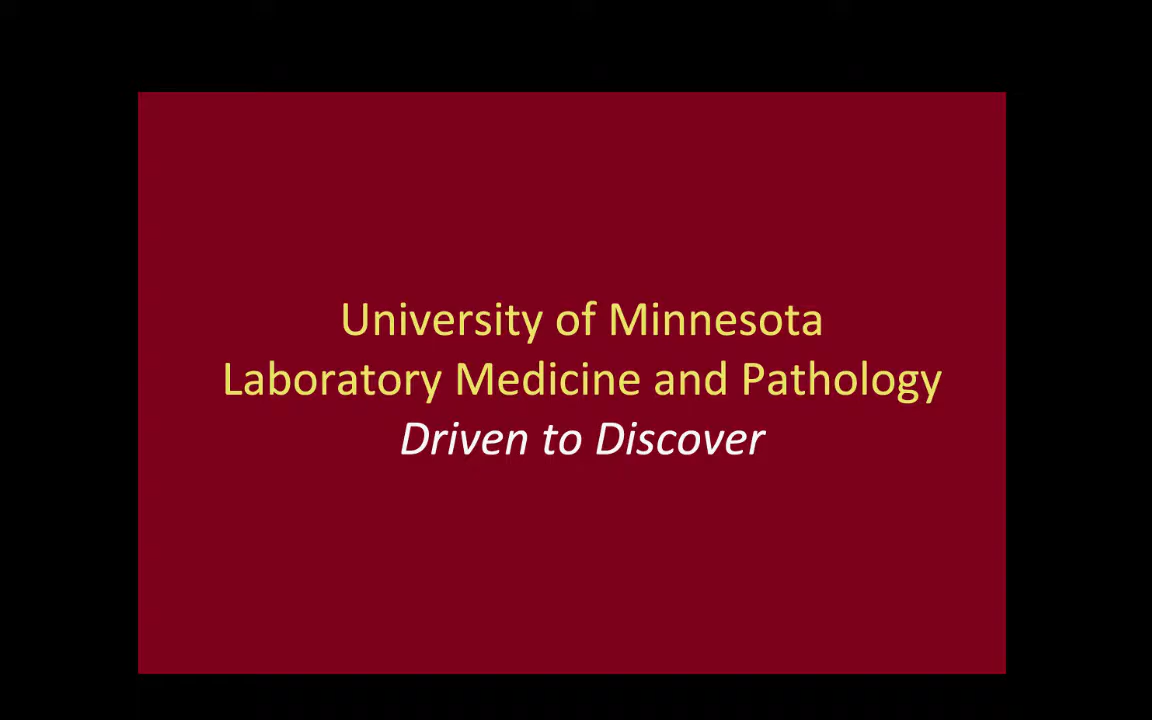 University of Minnesota
Laboratory Medicine and Pathology
Driven to Discover